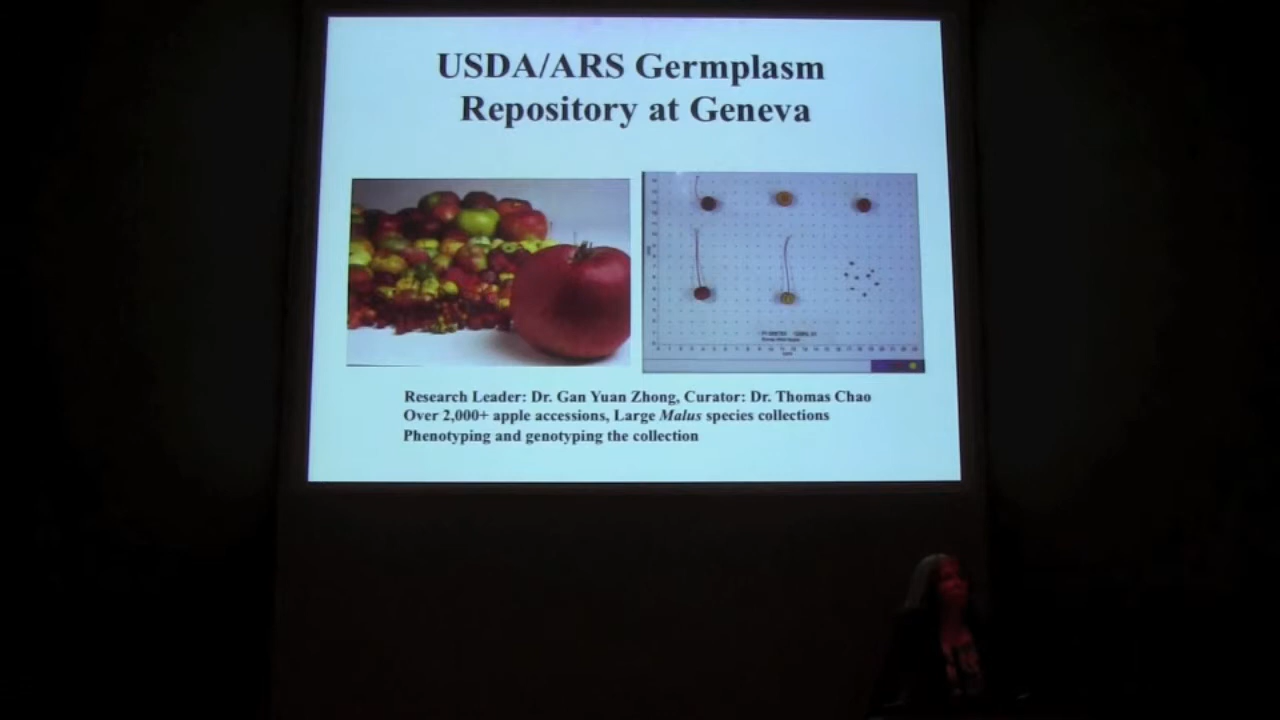 USDA/ARS Germplasm
Repository at Geneva
Research Leader: Dr. Gan Yuan Zhong, Curator: Dr. Thomas Chao
Over 2,000+ apple accessions, Large Malus species collections
Phenotyping and genotyping the collection